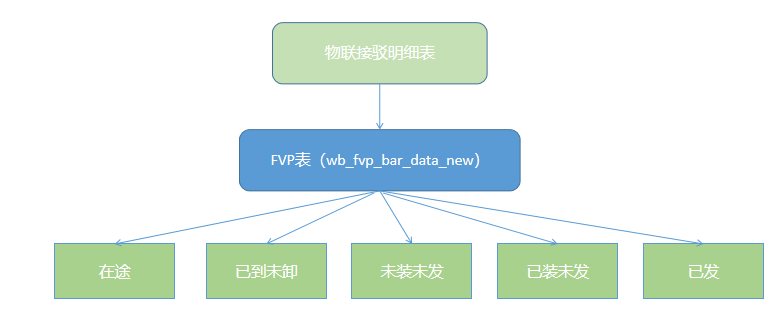 物联接驳明细表
FVP表（wb_fvp_bar_data_new）
在途
已到未卸
未装未发
已装未发
已发